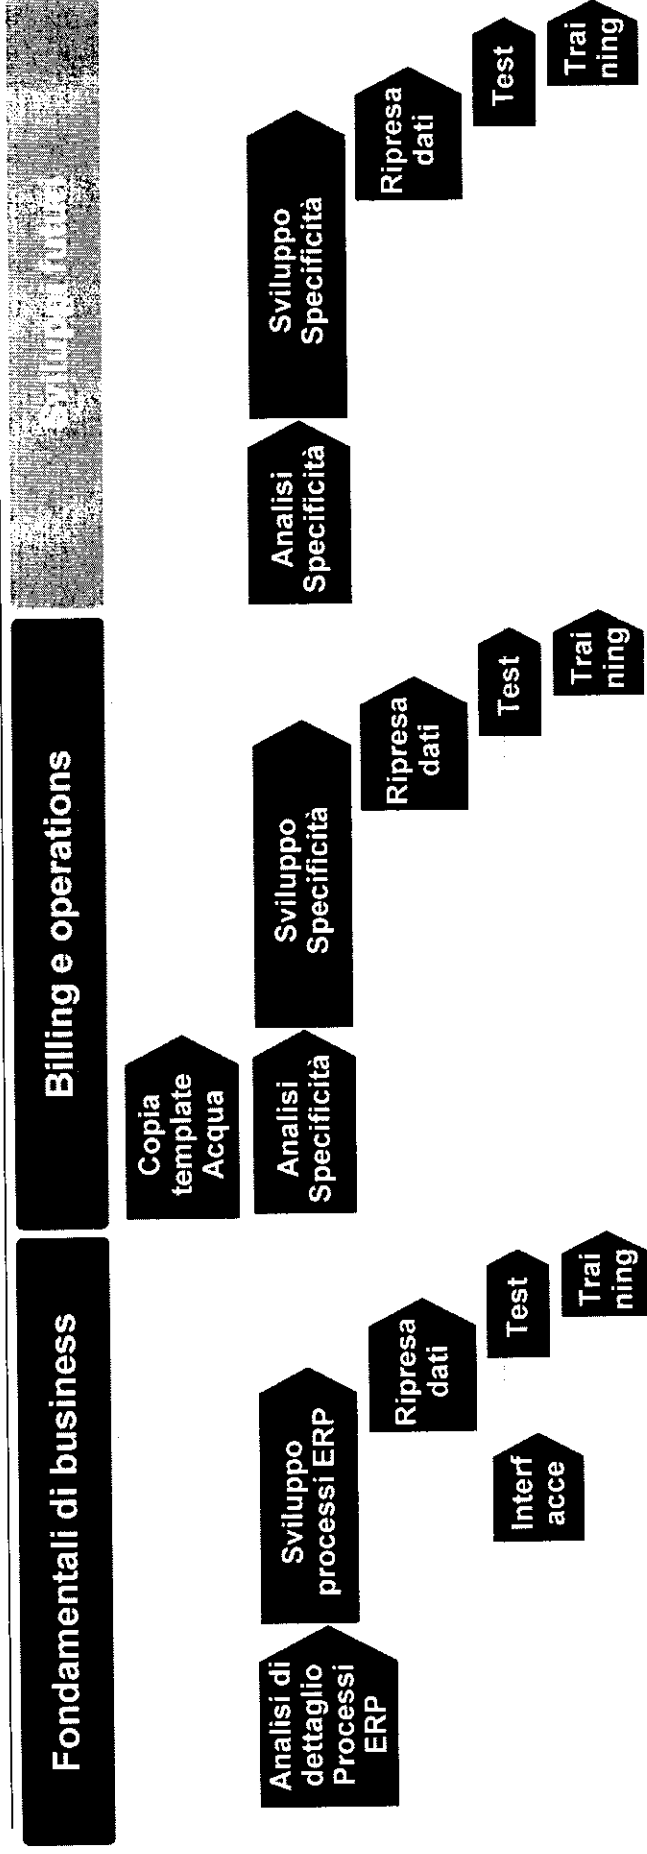 Fondamentali di business
Analisi di
dettaglio
Processi
ERP
Sviluppo
processi ERP
Ripresa
dati
Interf
acce
Test
Trai
ning
Billing e operations
Copia
template
Acqua
Analisi
Specificità
Sviluppo
Specificità
Ripresa
dati
Test
Trai
ning
Analisi
Specificità
Sviluppo
Specificità
Ripresa
dati
Test
Trai
ning